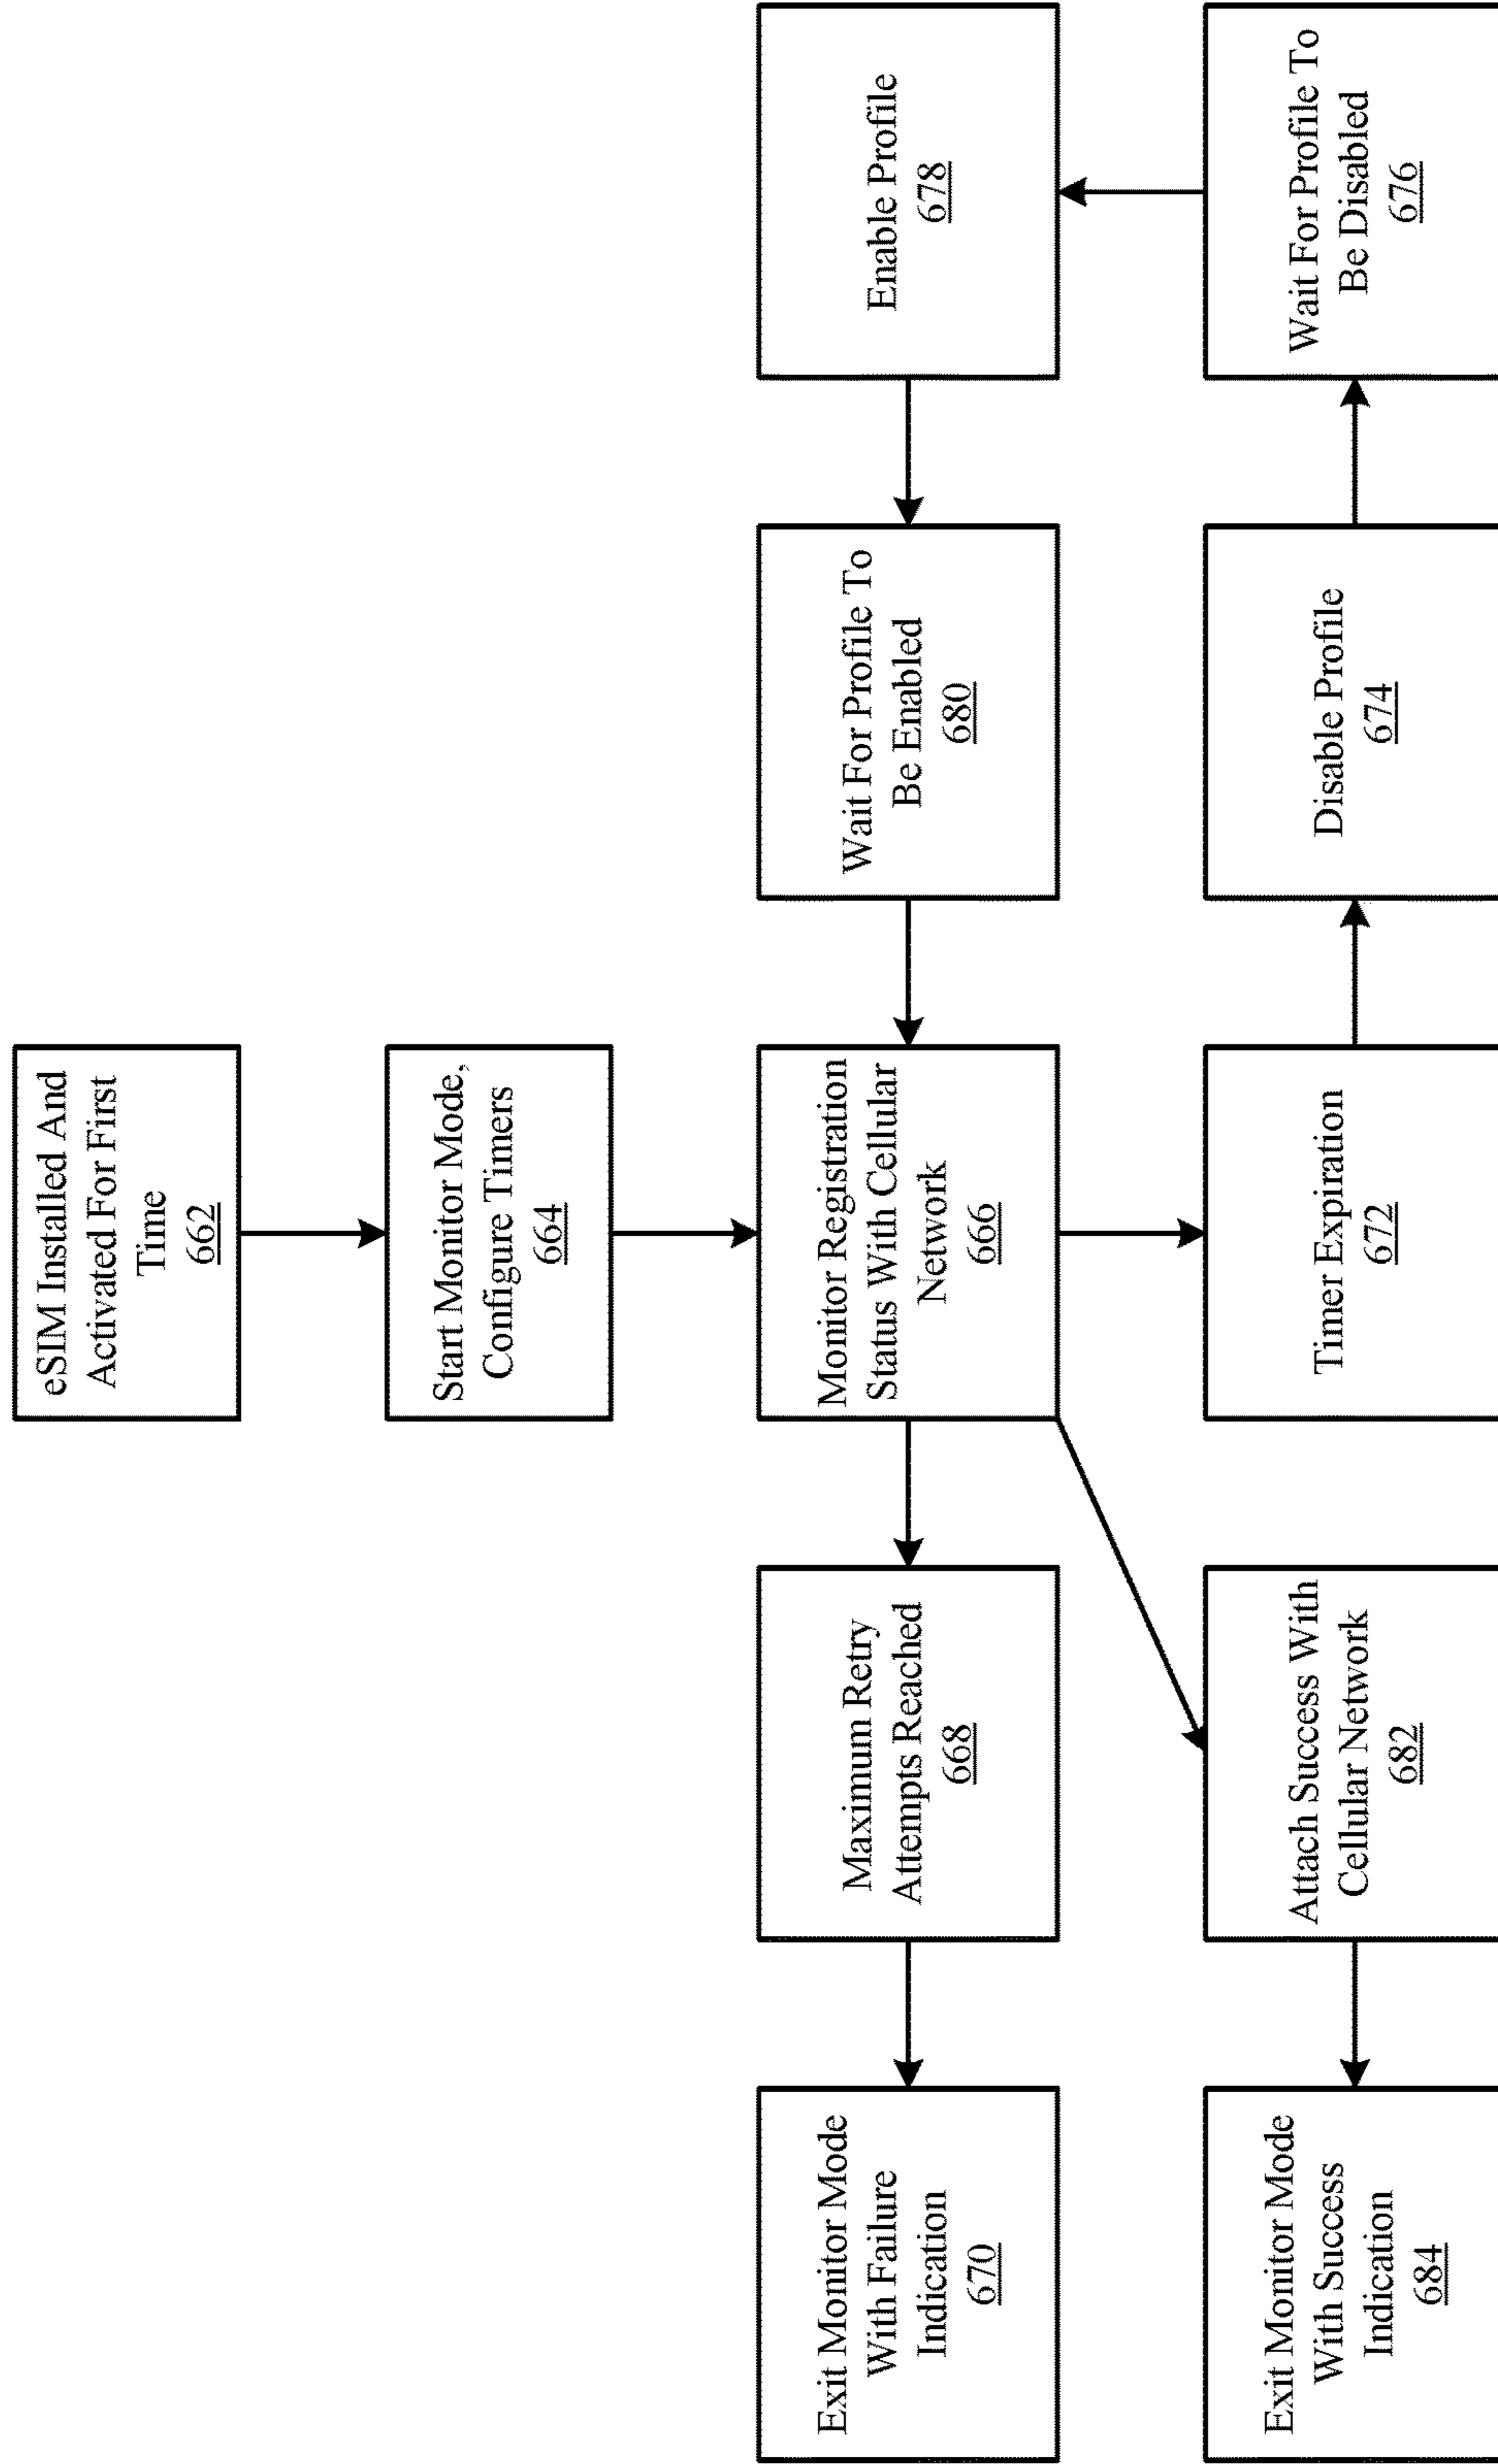 eSIM Installed And
Activated For First
Time
662
Start Monitor Mode,
Configure Timers
664
Exit Monitor Mode
With Failure
Indication
670
Maximum Retry
Attempts Reached
668
Monitor Registration
Status With Cellular
Network
666
Wait For Profile To
Be Enabled
680
Enable Profile
678
Exit Monitor Mode
With Success
Indication
684
Attach Success With
Cellular Network
682
Timer Expiration
672
Disable Profile
674
Wait For Profile To
Be Disabled
676